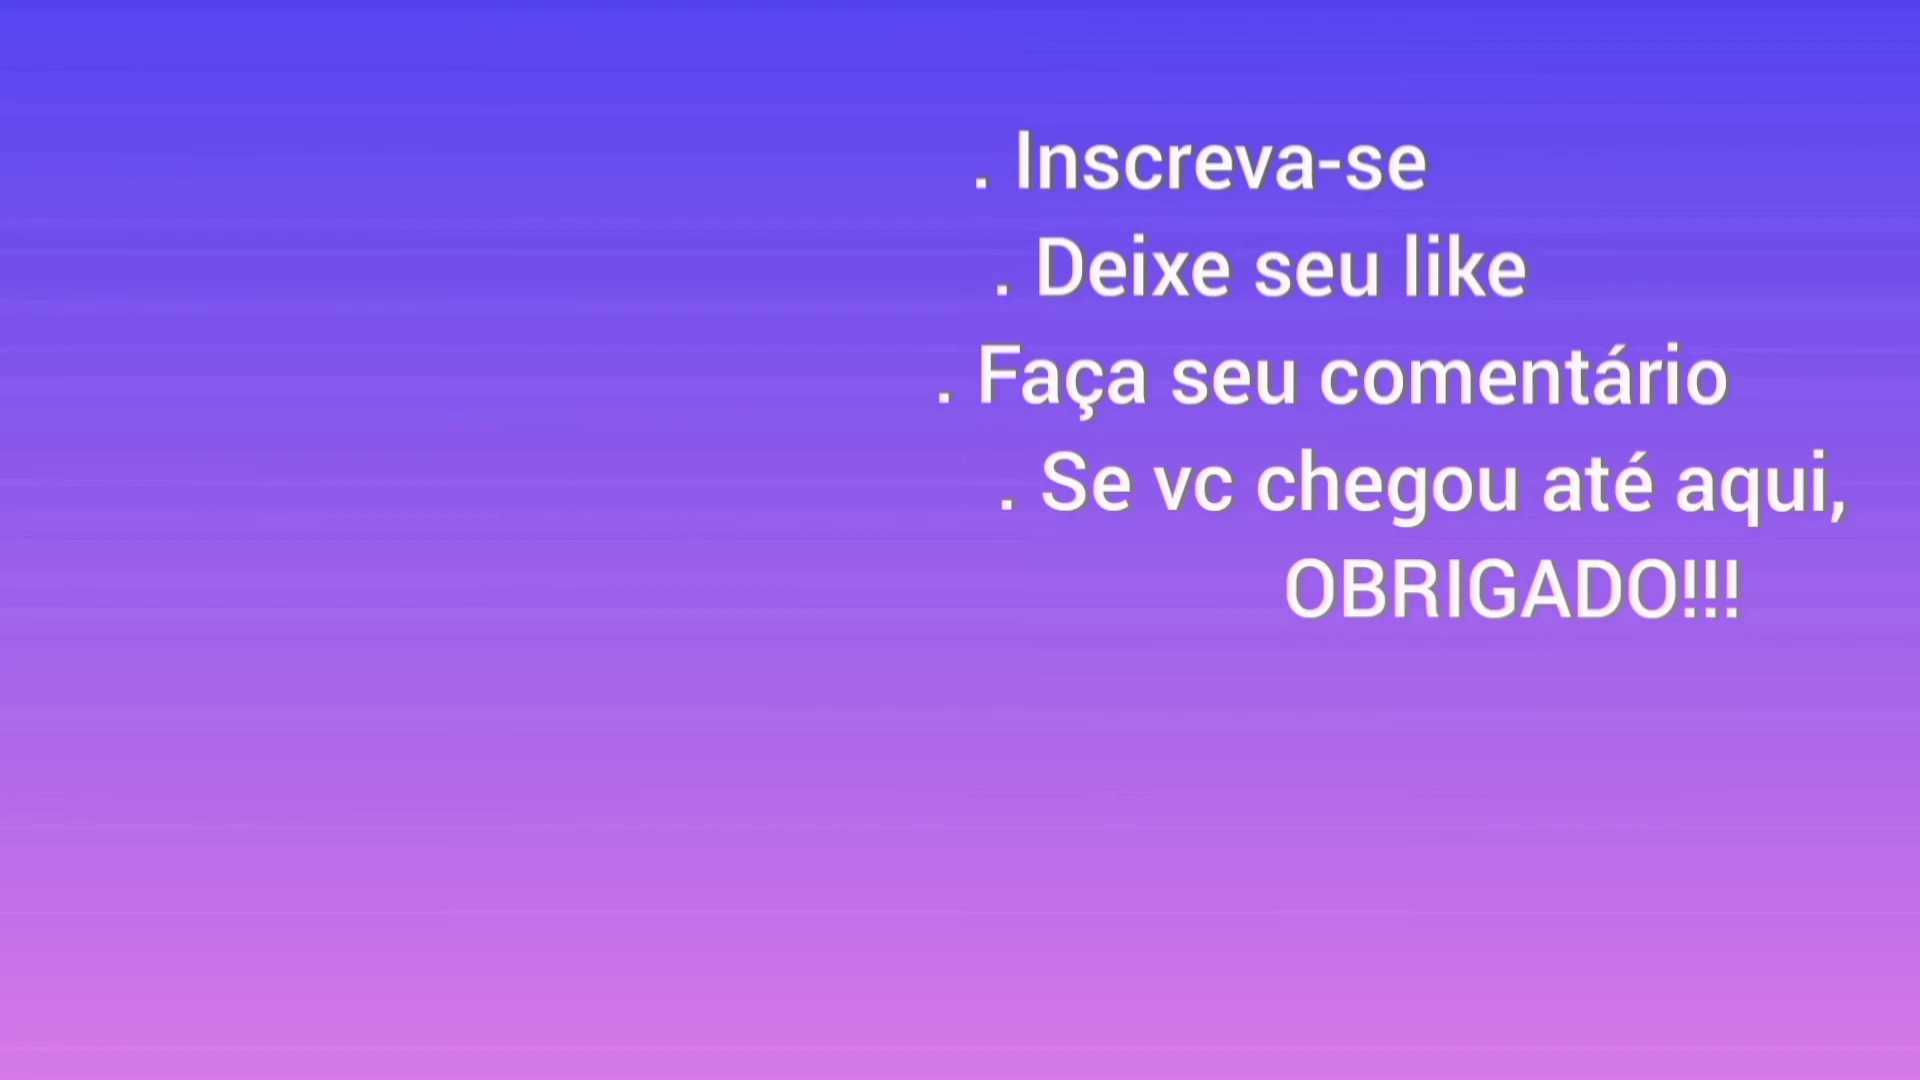 . Inscreva-se
. Deixe seu like
. Faça seu comentário
. Se vc chegou até aqui,
OBRIGADO!!!